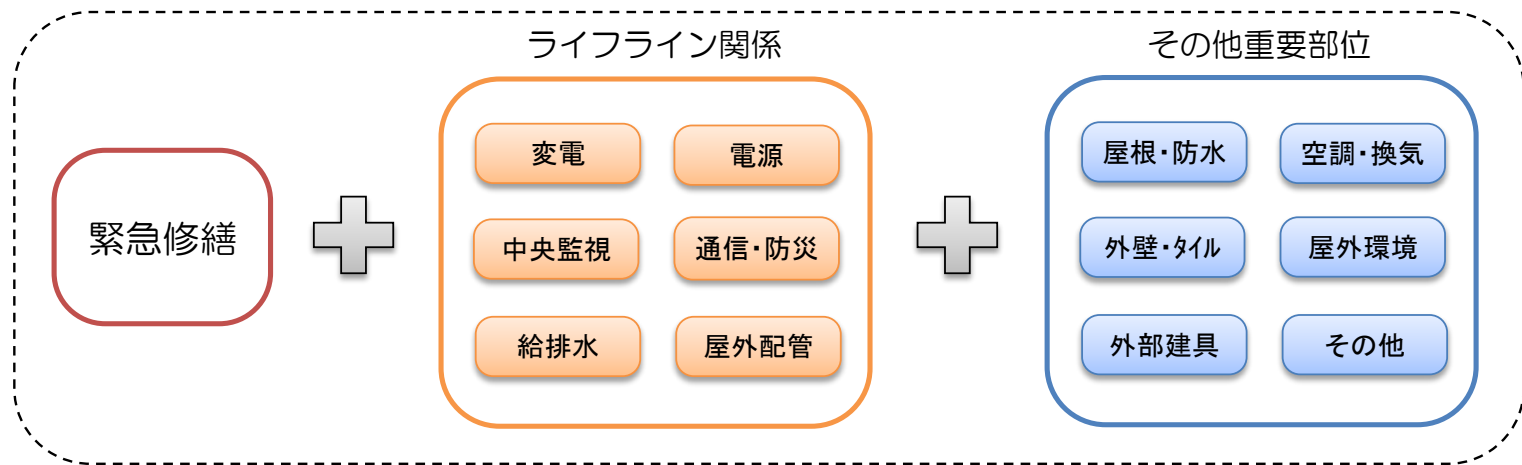 ライフライン関係
その他重要部位
緊急修繕
変電
電源
中央監視
通信・防災
給排水
屋外配管
屋根・防水
空調・換気
外壁・ﾀｲﾙ
屋外環境
外部建具
その他